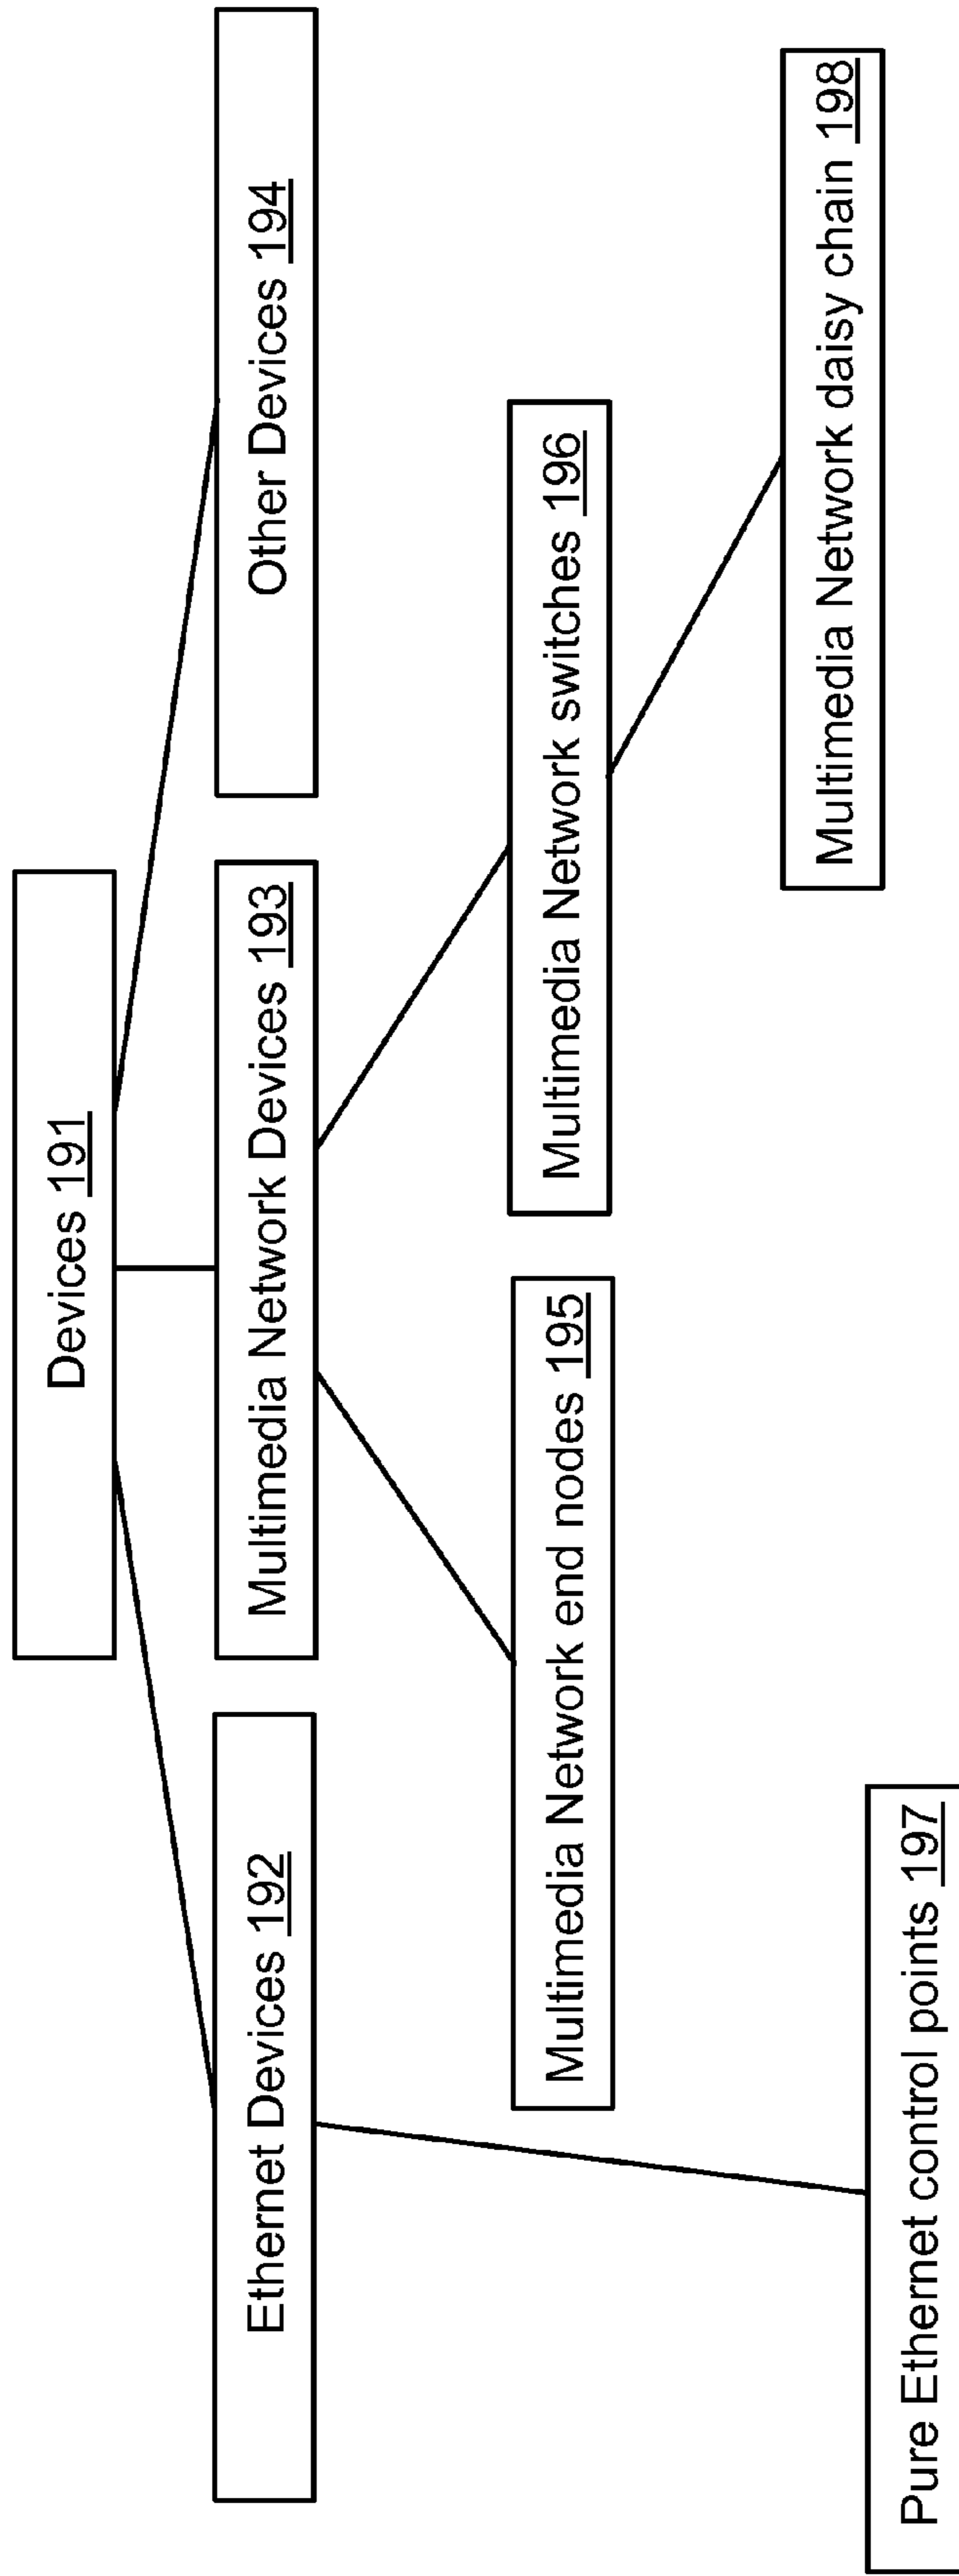 Devices 191
Ethernet Devices 192
Multimedia Network Devices 193
Other Devices 194
Multimedia Network end nodes 195
Multimedia Network switches 196
Pure Ethernet control points 197
Multimedia Network daisy chain 198